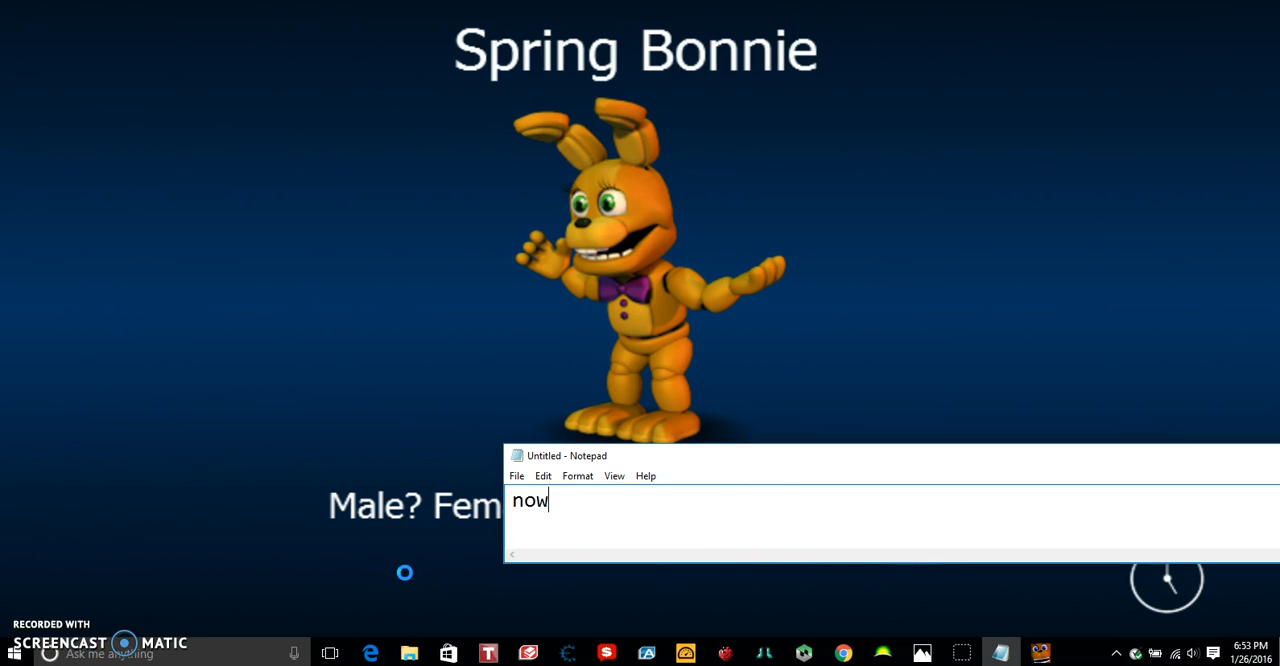 Spring Bonnie
Untitled - Notepad
File Edit Format View Help
now
Male? Fem
RECORDED WITH
SCREENCAST MATIC
Ask me anything
6:53 PM
1/26/2016